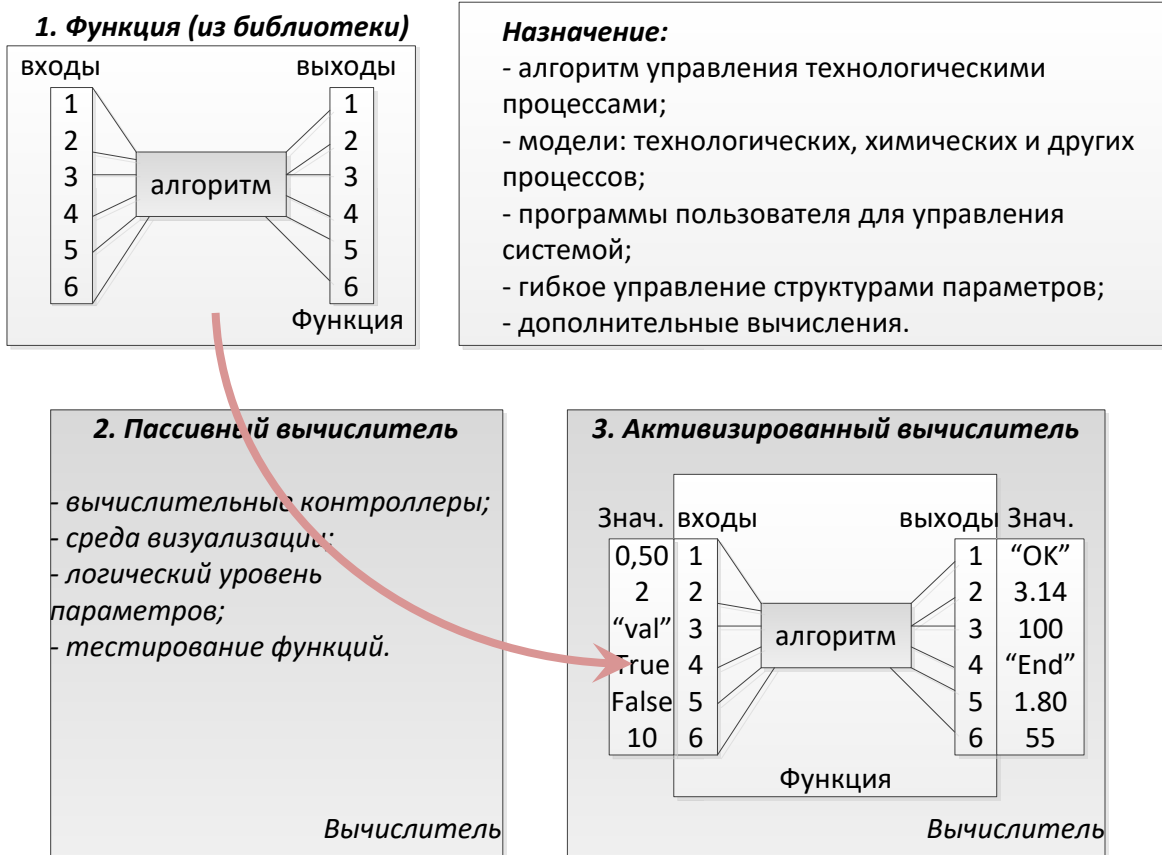 1. Функция (из библиотеки)
входы выходы
1 1
2 2
3 3
алгоритм
4 4
5 5
6 6
Функция
Назначение:
- алгоритм управления технологическими
процессами;
- модели: технологических, химических и других
процессов;
- программы пользователя для управления
системой;
- гибкое управление структурами параметров;
- дополнительные вычисления.
2. Пассивный вычислитель
- вычислительные контроллеры;
- среда визуализации;
- логический уровень
параметров;
- тестирование функций.
Вычислитель
3. Активизированный вычислитель
Знач. входы выходы Знач.
0,50 1 1 “OK”
2 2 2 3.14
“val” 3 3 100
алгоритм
True 4 4 “End”
False 5 5 1.80
10 6 6 55
Функция
Вычислитель